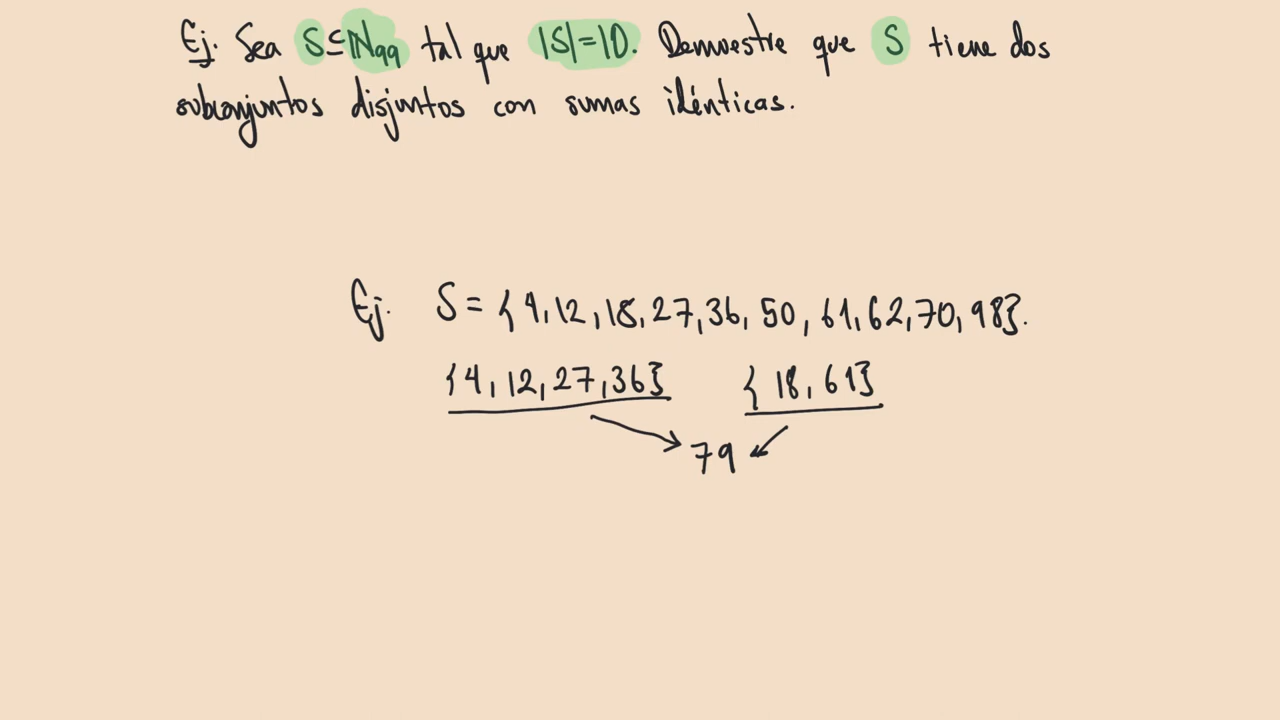 Ej. Sea S⊆ℕ₉₉ tal que |S|=10. Demuestre que S tiene dos
subconjuntos disjuntos con sumas idénticas.
Ej. S = {4,12,18,27,36,50,61,62,70,98}.
{4,12,27,36} {18,61}
79